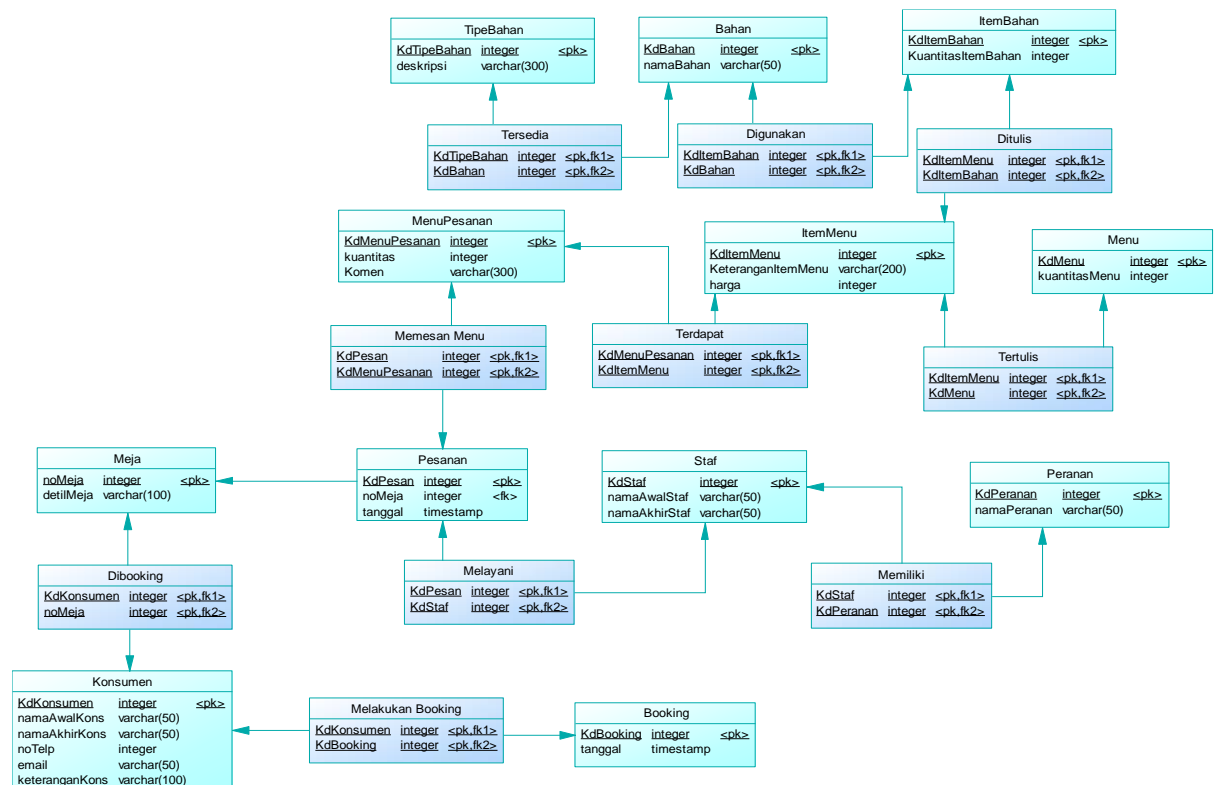 TipeBahan
KdTipeBahan integer <pk>
deskripsi varchar(300)
Bahan
KdBahan integer <pk>
namaBahan varchar(50)
ItemBahan
KdItemBahan integer <pk>
KuantitasItemBahan integer
Tersedia
KdTipeBahan integer <pk,fk1>
KdBahan integer <pk,fk2>
Digunakan
KdItemBahan integer <pk,fk1>
KdBahan integer <pk,fk2>
Ditulis
KdItemMenu integer <pk,fk1>
KdItemBahan integer <pk,fk2>
MenuPesanan
KdMenuPesanan integer <pk>
kuantitas integer
Komen varchar(300)
ItemMenu
KdItemMenu integer <pk>
KeteranganItemMenu varchar(200)
harga integer
Menu
KdMenu integer <pk>
kuantitasMenu integer
Memesan Menu
KdPesan integer <pk,fk1>
KdMenuPesanan integer <pk,fk2>
Terdapat
KdMenuPesanan integer <pk,fk1>
KdItemMenu integer <pk,fk2>
Tertulis
KdItemMenu integer <pk,fk1>
KdMenu integer <pk,fk2>
Meja
noMeja integer <pk>
detilMeja varchar(100)
Pesanan
KdPesan integer <pk>
noMeja integer <fk>
tanggal timestamp
Staf
KdStaf integer <pk>
namaAwalStaf varchar(50)
namaAkhirStaf varchar(50)
Peranan
KdPeranan integer <pk>
namaPeranan varchar(50)
Dibooking
KdKonsumen integer <pk,fk1>
noMeja integer <pk,fk2>
Melayani
KdPesan integer <pk,fk1>
KdStaf integer <pk,fk2>
Memiliki
KdStaf integer <pk,fk1>
KdPeranan integer <pk,fk2>
Konsumen
KdKonsumen integer <pk>
namaAwalKons varchar(50)
namaAkhirKons varchar(50)
noTelp integer
email varchar(50)
keteranganKons varchar(100)
Melakukan Booking
KdKonsumen integer <pk,fk1>
KdBooking integer <pk,fk2>
Booking
KdBooking integer <pk>
tanggal timestamp